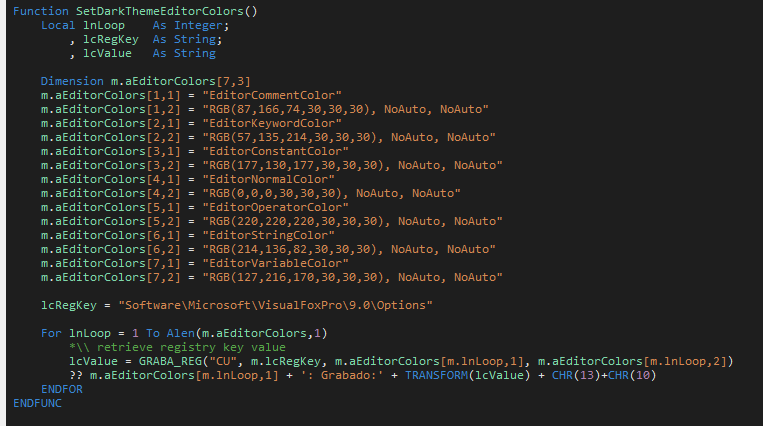 Function SetDarkThemeEditorColors()
    Local lnLoop   As Integer;
        , lcRegKey  As String;
        , lcValue   As String

    Dimension m.aEditorColors[7,3]
    m.aEditorColors[1,1] = "EditorCommentColor"
    m.aEditorColors[1,2] = "RGB(87,166,74,30,30,30), NoAuto, NoAuto"
    m.aEditorColors[2,1] = "EditorKeywordColor"
    m.aEditorColors[2,2] = "RGB(57,135,214,30,30,30), NoAuto, NoAuto"
    m.aEditorColors[3,1] = "EditorConstantColor"
    m.aEditorColors[3,2] = "RGB(177,130,177,30,30,30), NoAuto, NoAuto"
    m.aEditorColors[4,1] = "EditorNormalColor"
    m.aEditorColors[4,2] = "RGB(0,0,0,30,30,30), NoAuto, NoAuto"
    m.aEditorColors[5,1] = "EditorOperatorColor"
    m.aEditorColors[5,2] = "RGB(220,220,220,30,30,30), NoAuto, NoAuto"
    m.aEditorColors[6,1] = "EditorStringColor"
    m.aEditorColors[6,2] = "RGB(214,136,82,30,30,30), NoAuto, NoAuto"
    m.aEditorColors[7,1] = "EditorVariableColor"
    m.aEditorColors[7,2] = "RGB(127,216,170,30,30,30), NoAuto, NoAuto"

    lcRegKey = "Software\Microsoft\VisualFoxPro\9.0\Options"

    For lnLoop = 1 To Alen(m.aEditorColors,1)
        *\\ retrieve registry key value
        lcValue = GRABA_REG("CU", m.lcRegKey, m.aEditorColors[m.lnLoop,1], m.aEditorColors[m.lnLoop,2])
        ?? m.aEditorColors[m.lnLoop,1] + ': Grabado:' + TRANSFORM(lcValue) + CHR(13)+CHR(10)
    ENDFOR
ENDFUNC